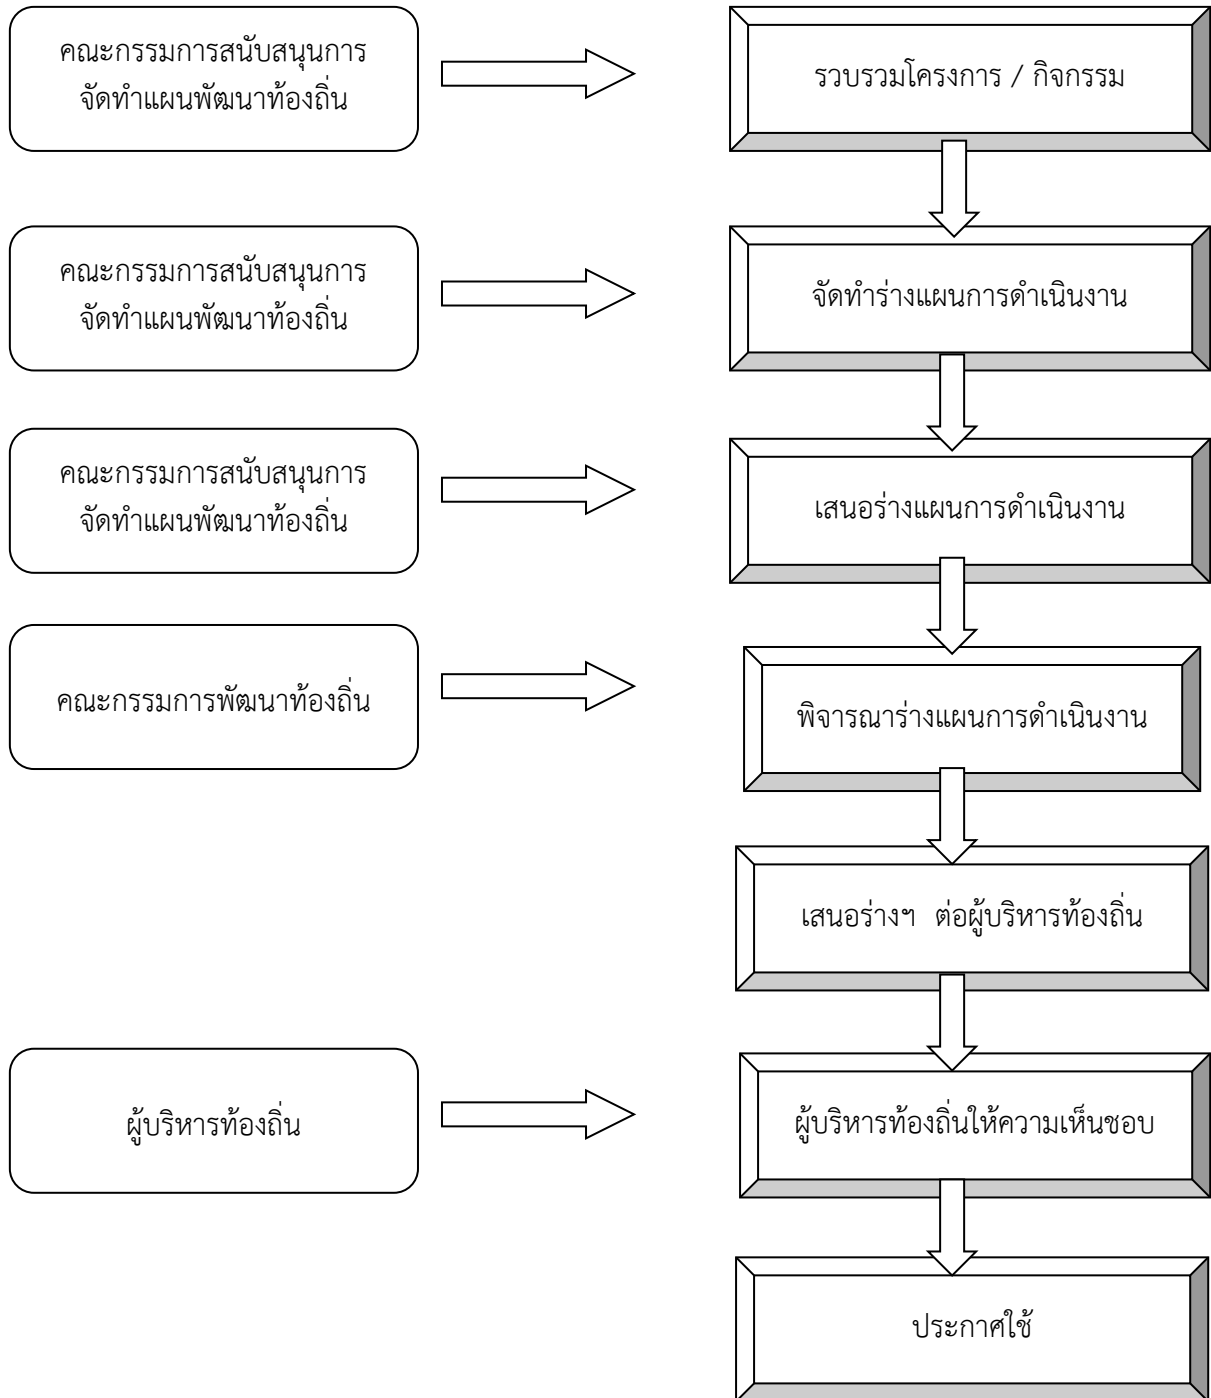 คณะกรรมการสนับสนุนการ
จัดทำแผนพัฒนาท้องถิ่น
รวบรวมโครงการ / กิจกรรม
คณะกรรมการสนับสนุนการ
จัดทำแผนพัฒนาท้องถิ่น
จัดทำร่างแผนการดำเนินงาน
คณะกรรมการสนับสนุนการ
จัดทำแผนพัฒนาท้องถิ่น
เสนอร่างแผนการดำเนินงาน
คณะกรรมการพัฒนาท้องถิ่น
พิจารณาร่างแผนการดำเนินงาน
เสนอร่างฯ ต่อผู้บริหารท้องถิ่น
ผู้บริหารท้องถิ่น
ผู้บริหารท้องถิ่นให้ความเห็นชอบ
ประกาศใช้